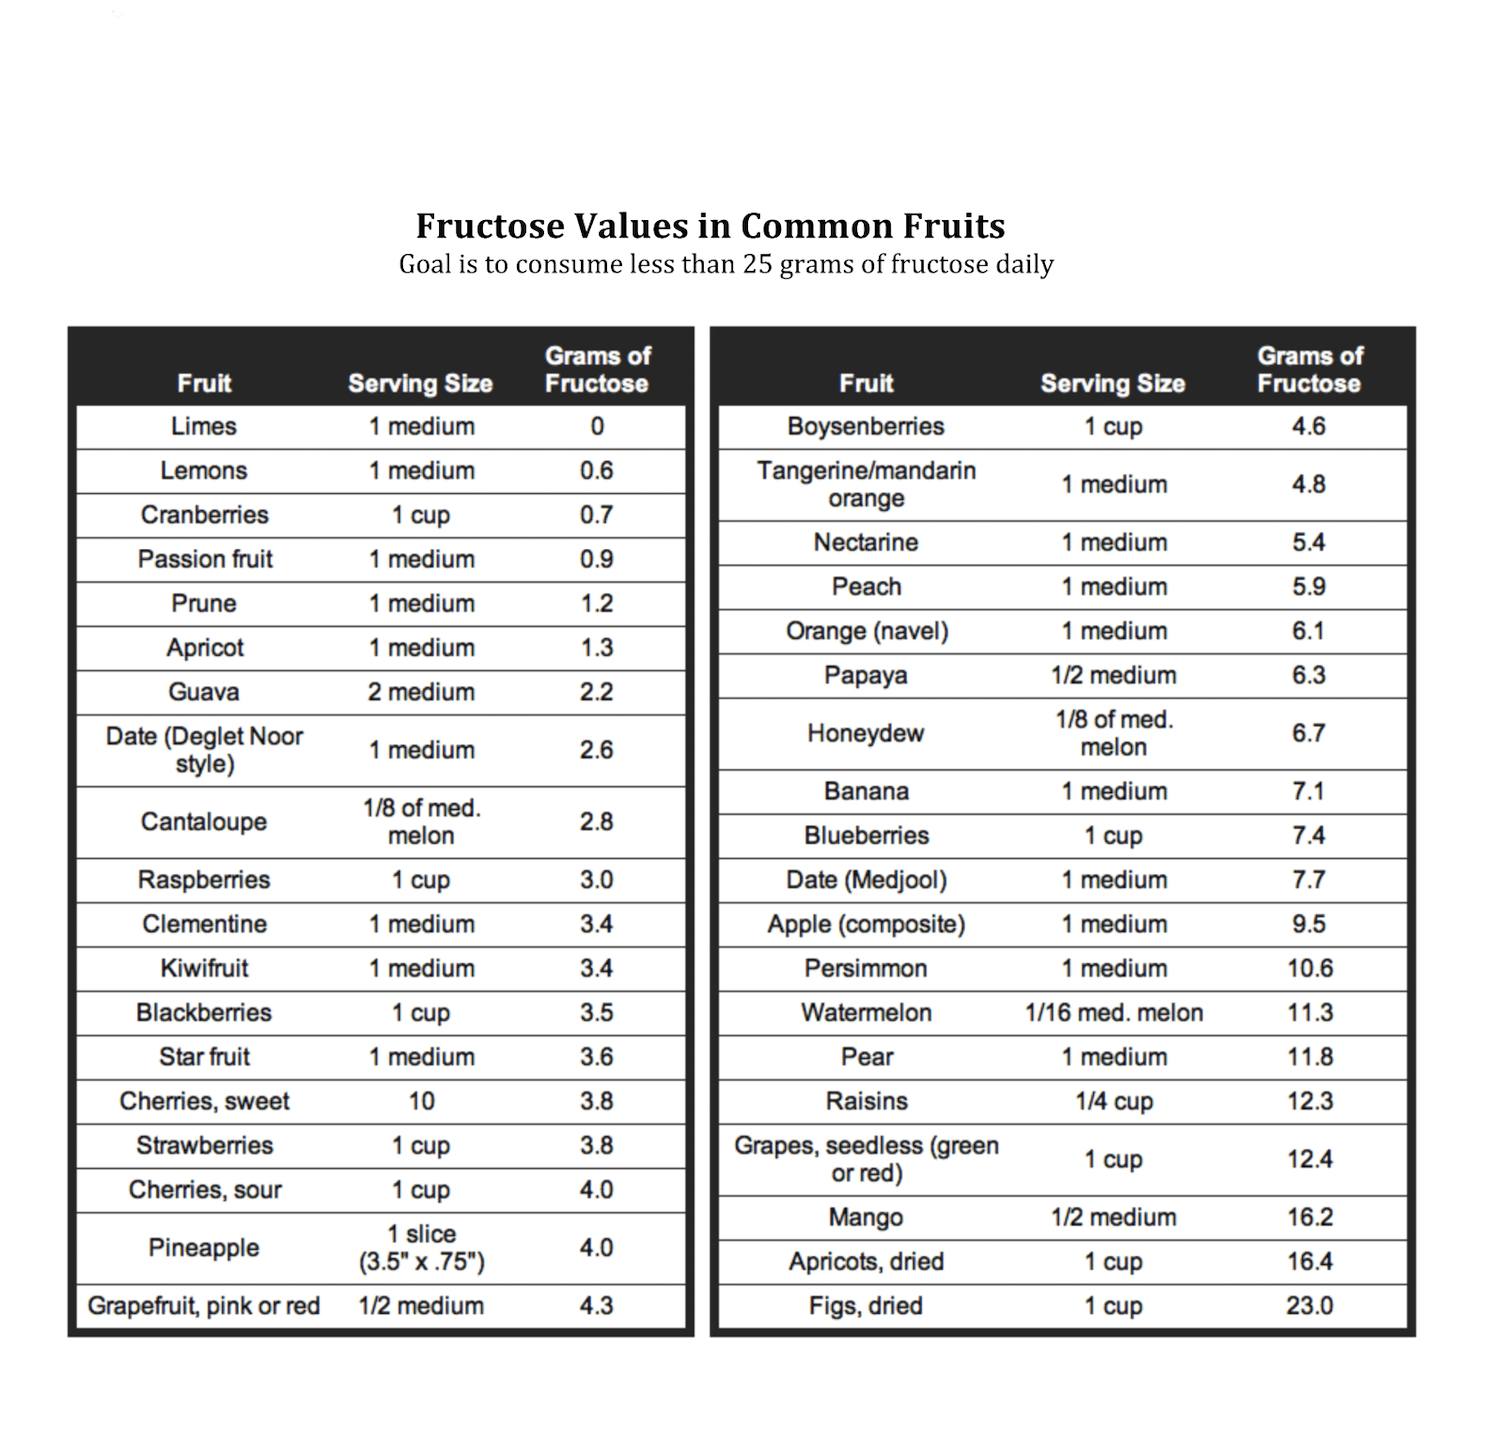 Fructose Values in Common Fruits
Goal is to consume less than 25 grams of fructose daily
Fruit Serving Size Grams of Fructose
Limes 1 medium 0
Lemons 1 medium 0.6
Cranberries 1 cup 0.7
Passion fruit 1 medium 0.9
Prune 1 medium 1.2
Apricot 1 medium 1.3
Guava 2 medium 2.2
Date (Deglet Noor style) 1 medium 2.6
Cantaloupe 1/8 of med. melon 2.8
Raspberries 1 cup 3.0
Clementine 1 medium 3.4
Kiwifruit 1 medium 3.4
Blackberries 1 cup 3.5
Star fruit 1 medium 3.6
Cherries, sweet 10 3.8
Strawberries 1 cup 3.8
Cherries, sour 1 cup 4.0
Pineapple 1 slice (3.5" x .75") 4.0
Grapefruit, pink or red 1/2 medium 4.3
Fruit Serving Size Grams of Fructose
Boysenberries 1 cup 4.6
Tangerine/mandarin orange 1 medium 4.8
Nectarine 1 medium 5.4
Peach 1 medium 5.9
Orange (navel) 1 medium 6.1
Papaya 1/2 medium 6.3
Honeydew 1/8 of med. melon 6.7
Banana 1 medium 7.1
Blueberries 1 cup 7.4
Date (Medjool) 1 medium 7.7
Apple (composite) 1 medium 9.5
Persimmon 1 medium 10.6
Watermelon 1/16 med. melon 11.3
Pear 1 medium 11.8
Raisins 1/4 cup 12.3
Grapes, seedless (green or red) 1 cup 12.4
Mango 1/2 medium 16.2
Apricots, dried 1 cup 16.4
Figs, dried 1 cup 23.0